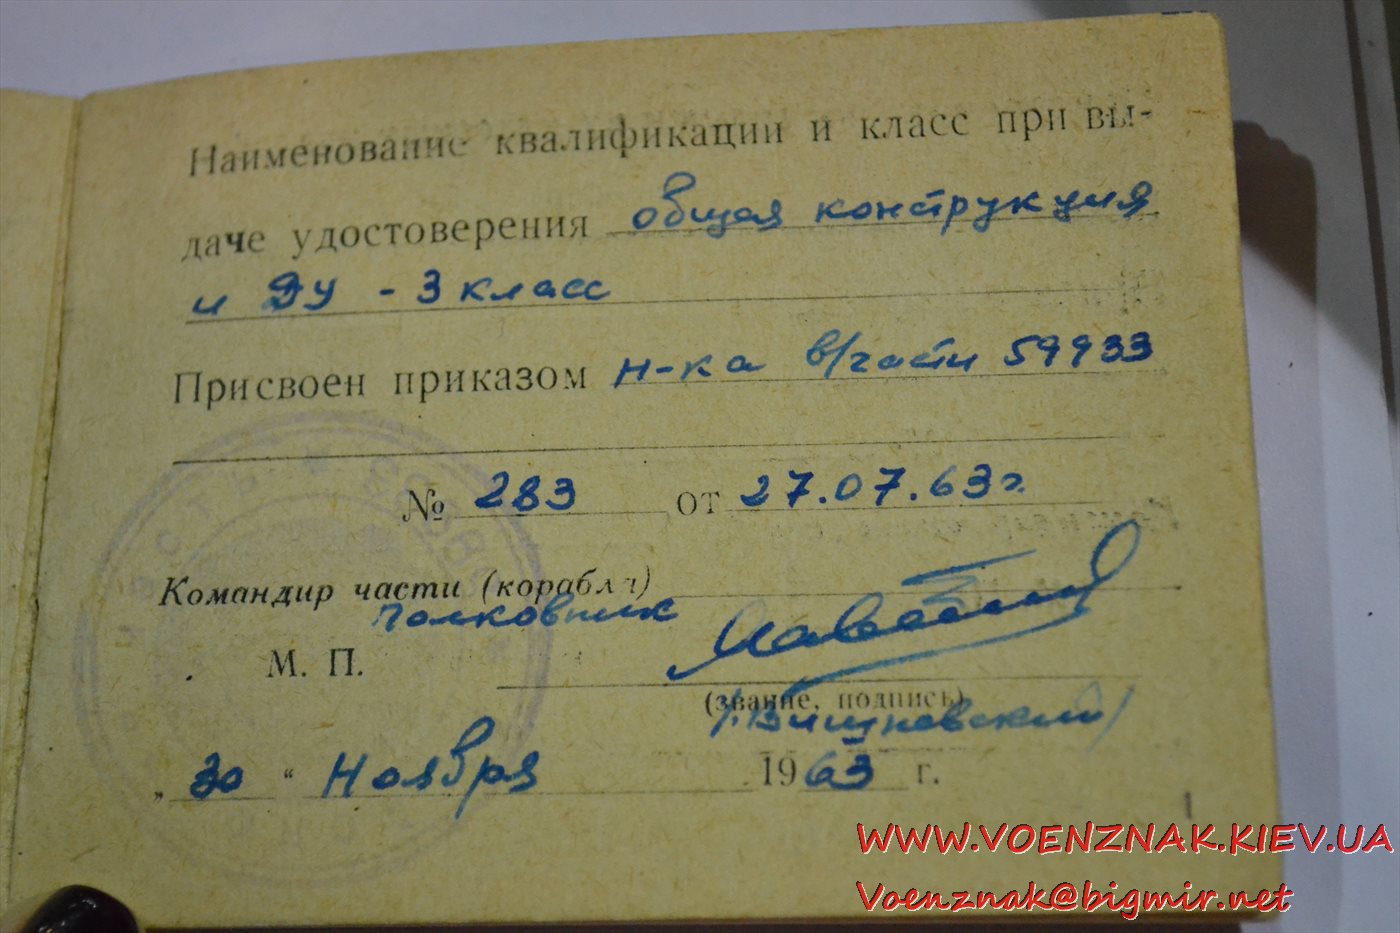 Наименование квалификации и класс при вы-
даче удостоверения общая конструкция
и ДУ - 3 класс
Присвоен приказом н-ка в/части 59933
№ 283 от 27.07.63г.
Командир части (корабля)
полковник
М. П.
(звание, подпись)
/Вишневский/
„30“ Ноября 1963 г.
1
WWW.VOENZNAK.KIEV.UA
Voenznak@bigmir.net